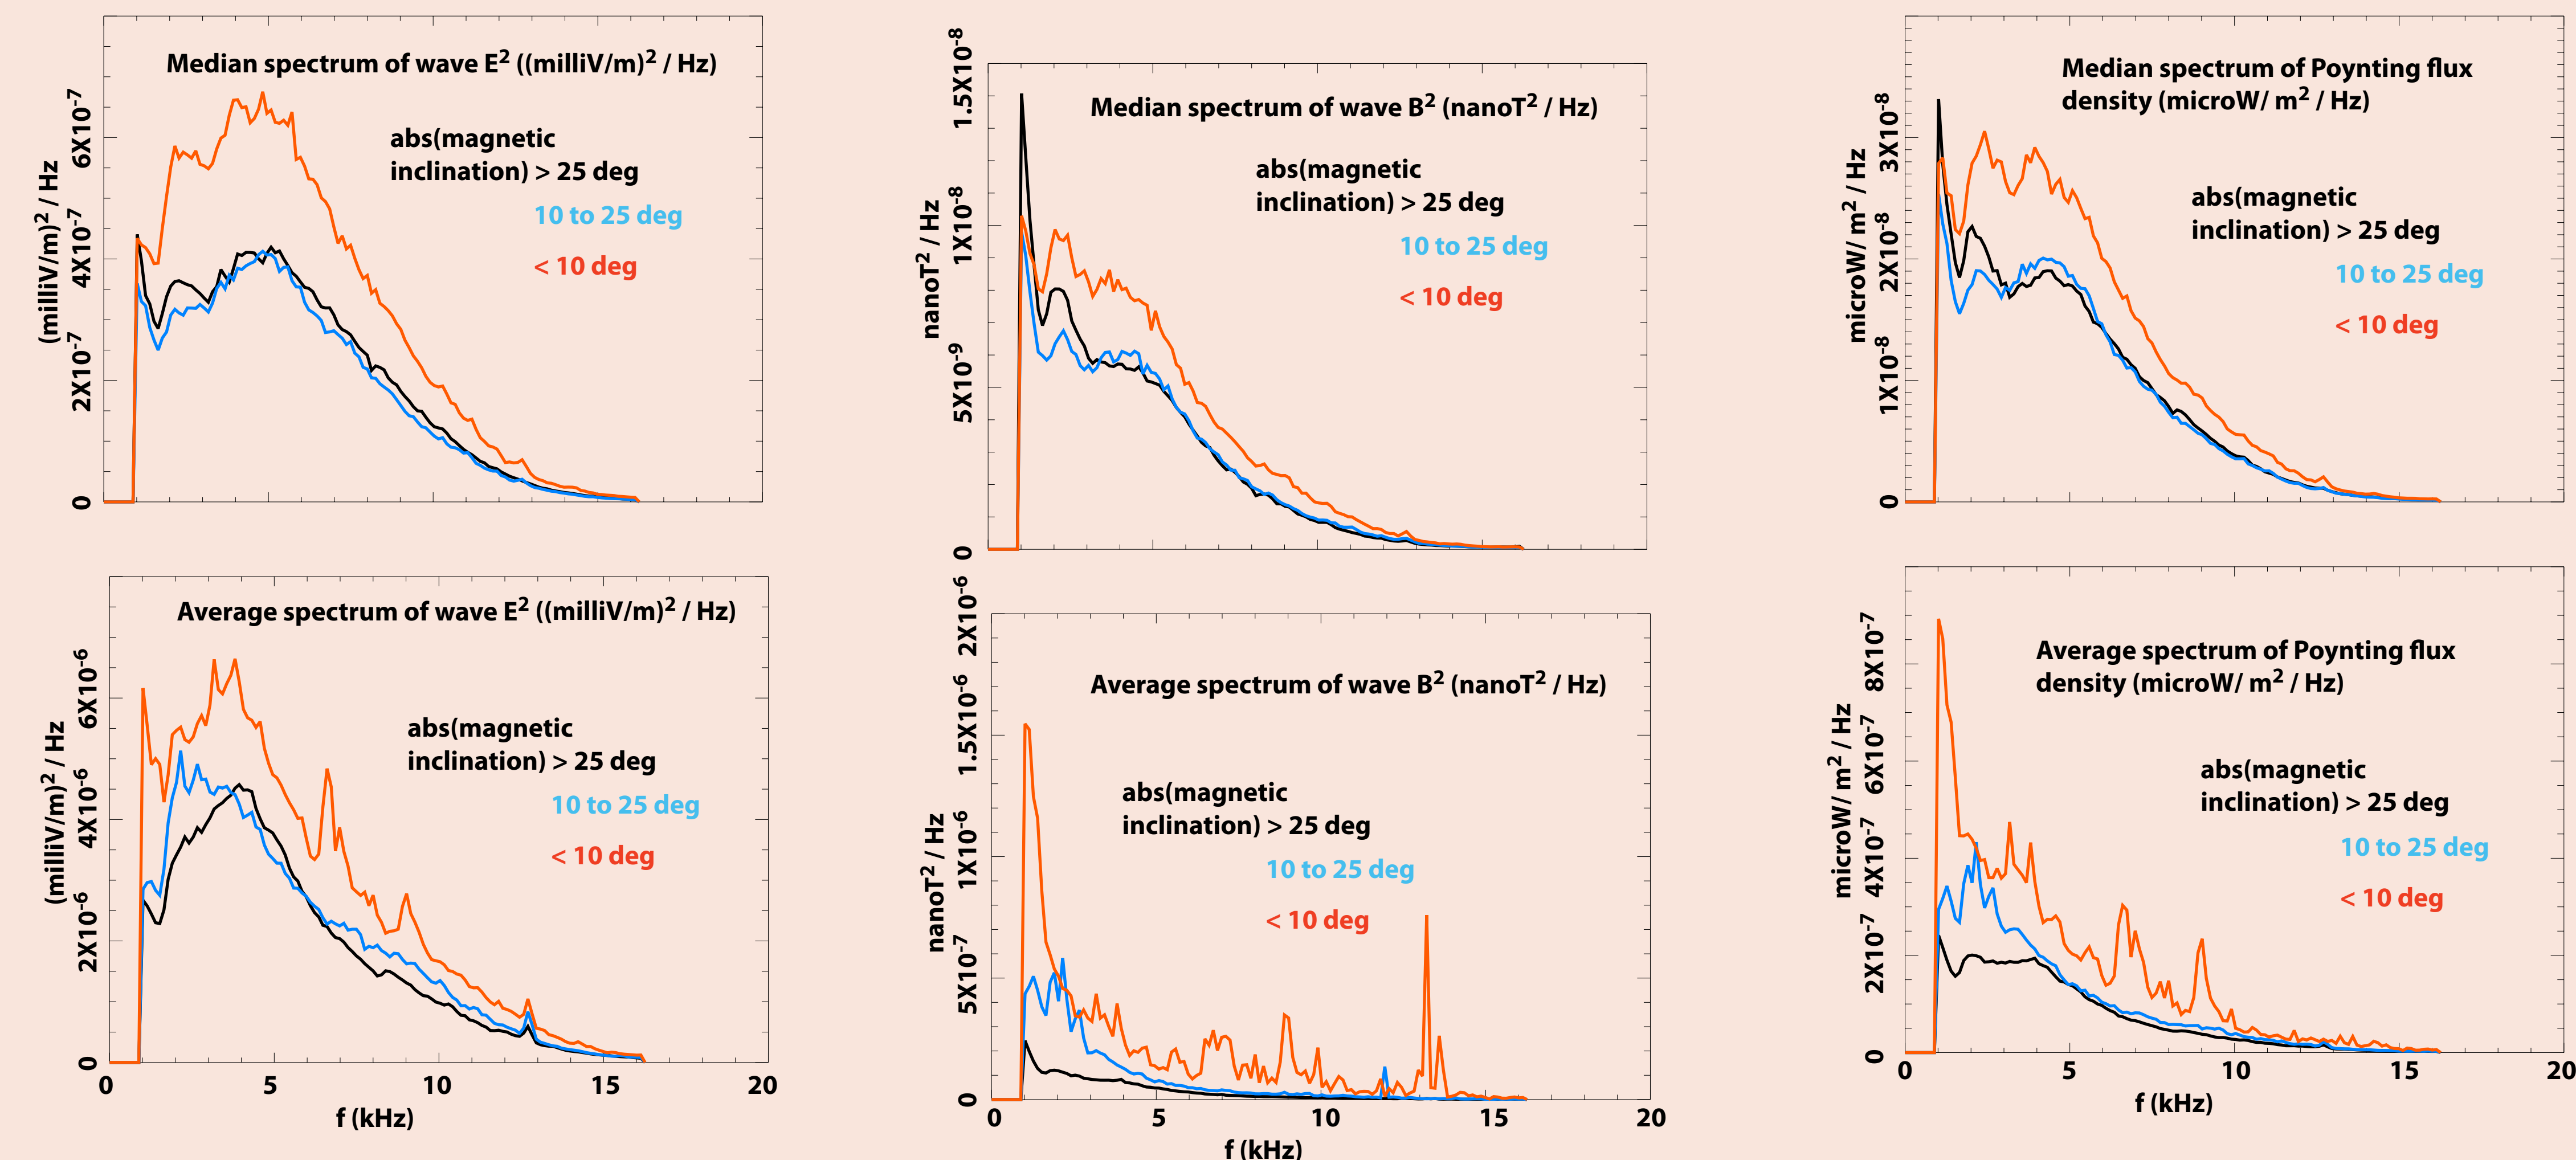 Median spectrum of wave E² ((milliV/m)² / Hz)
abs(magnetic
inclination) > 25 deg
10 to 25 deg
< 10 deg
(milliV/m)² / Hz
6X10⁻⁷
4X10⁻⁷
2X10⁻⁷
0
Median spectrum of wave B² (nanoT² / Hz)
abs(magnetic
inclination) > 25 deg
10 to 25 deg
< 10 deg
nanoT² / Hz
1.5X10⁻⁸
1X10⁻⁸
5X10⁻⁹
0
Median spectrum of Poynting flux
density (microW/ m² / Hz)
abs(magnetic
inclination) > 25 deg
10 to 25 deg
< 10 deg
microW/ m² / Hz
3X10⁻⁸
2X10⁻⁸
1X10⁻⁸
0
Average spectrum of wave E² ((milliV/m)² / Hz)
abs(magnetic
inclination) > 25 deg
10 to 25 deg
< 10 deg
(milliV/m)² / Hz
6X10⁻⁶
4X10⁻⁶
2X10⁻⁶
0
0 5 10 15 20
f (kHz)
Average spectrum of wave B² (nanoT² / Hz)
abs(magnetic
inclination) > 25 deg
10 to 25 deg
< 10 deg
nanoT² / Hz
2X10⁻⁶
1.5X10⁻⁶
1X10⁻⁶
5X10⁻⁷
0
0 5 10 15 20
f (kHz)
Average spectrum of Poynting flux
density (microW/ m² / Hz)
abs(magnetic
inclination) > 25 deg
10 to 25 deg
< 10 deg
microW/ m² / Hz
8X10⁻⁷
6X10⁻⁷
4X10⁻⁷
2X10⁻⁷
0
0 5 10 15 20
f (kHz)